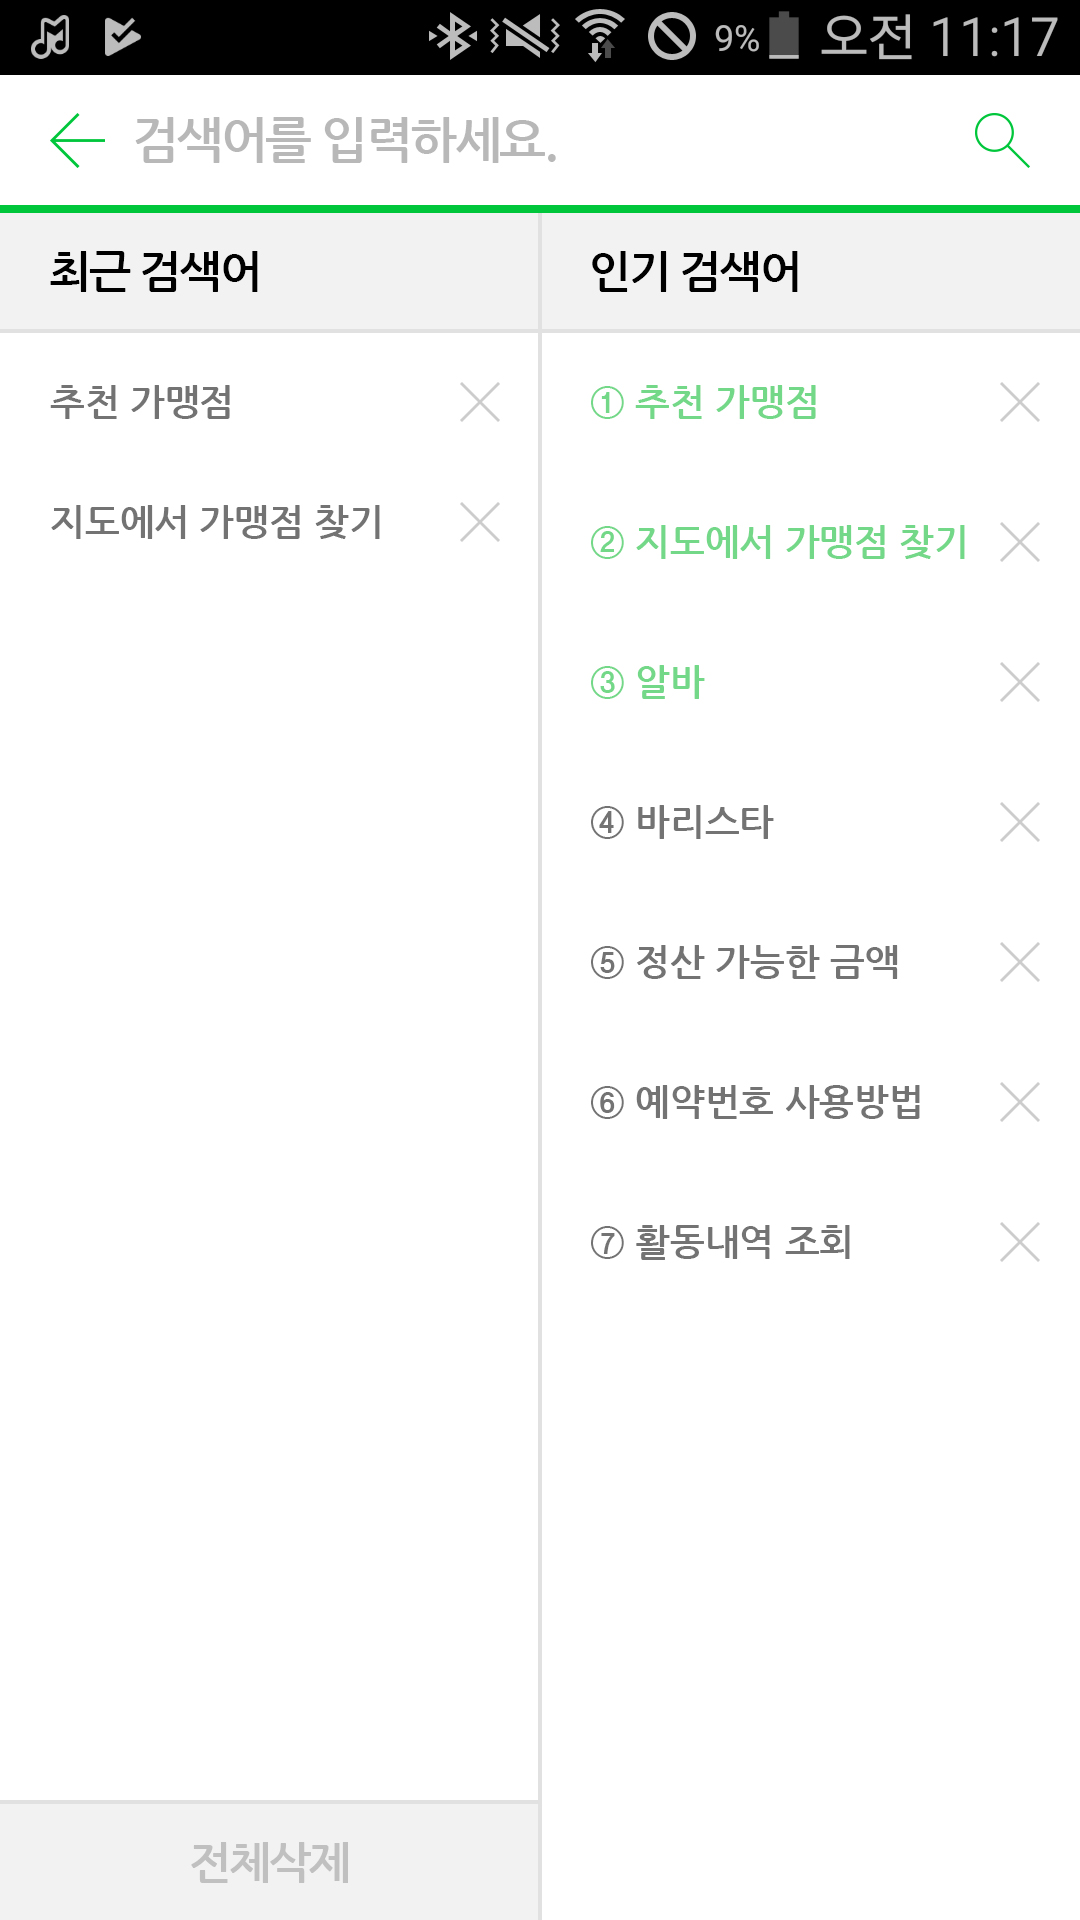 9% 오전 11:17
검색어를 입력하세요.
최근 검색어
추천 가맹점
지도에서 가맹점 찾기
전체삭제
인기 검색어
① 추천 가맹점
② 지도에서 가맹점 찾기
③ 알바
④ 바리스타
⑤ 정산 가능한 금액
⑥ 예약번호 사용방법
⑦ 활동내역 조회